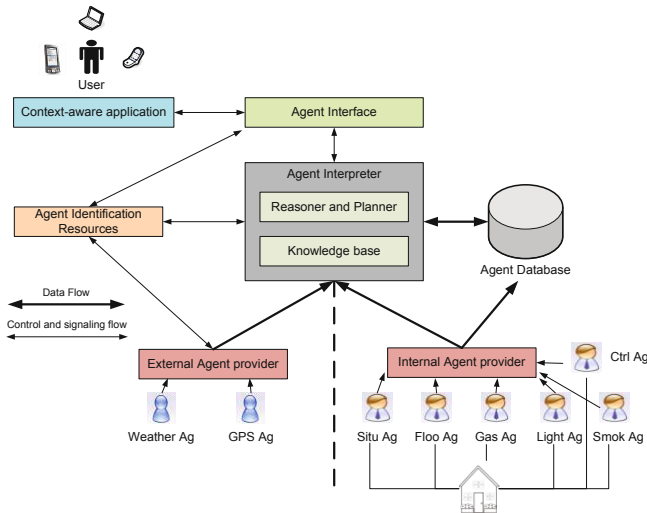 User
Context-aware application
Agent Interface
Agent Interpreter
Reasoner and Planner
Agent Identification
Resources
Knowledge base
Agent Database
Data Flow
Control and signaling flow
External Agent provider
Internal Agent provider
Ctrl Ag
Weather Ag
GPS Ag
Situ Ag
Floo Ag
Gas Ag
Light Ag
Smok Ag